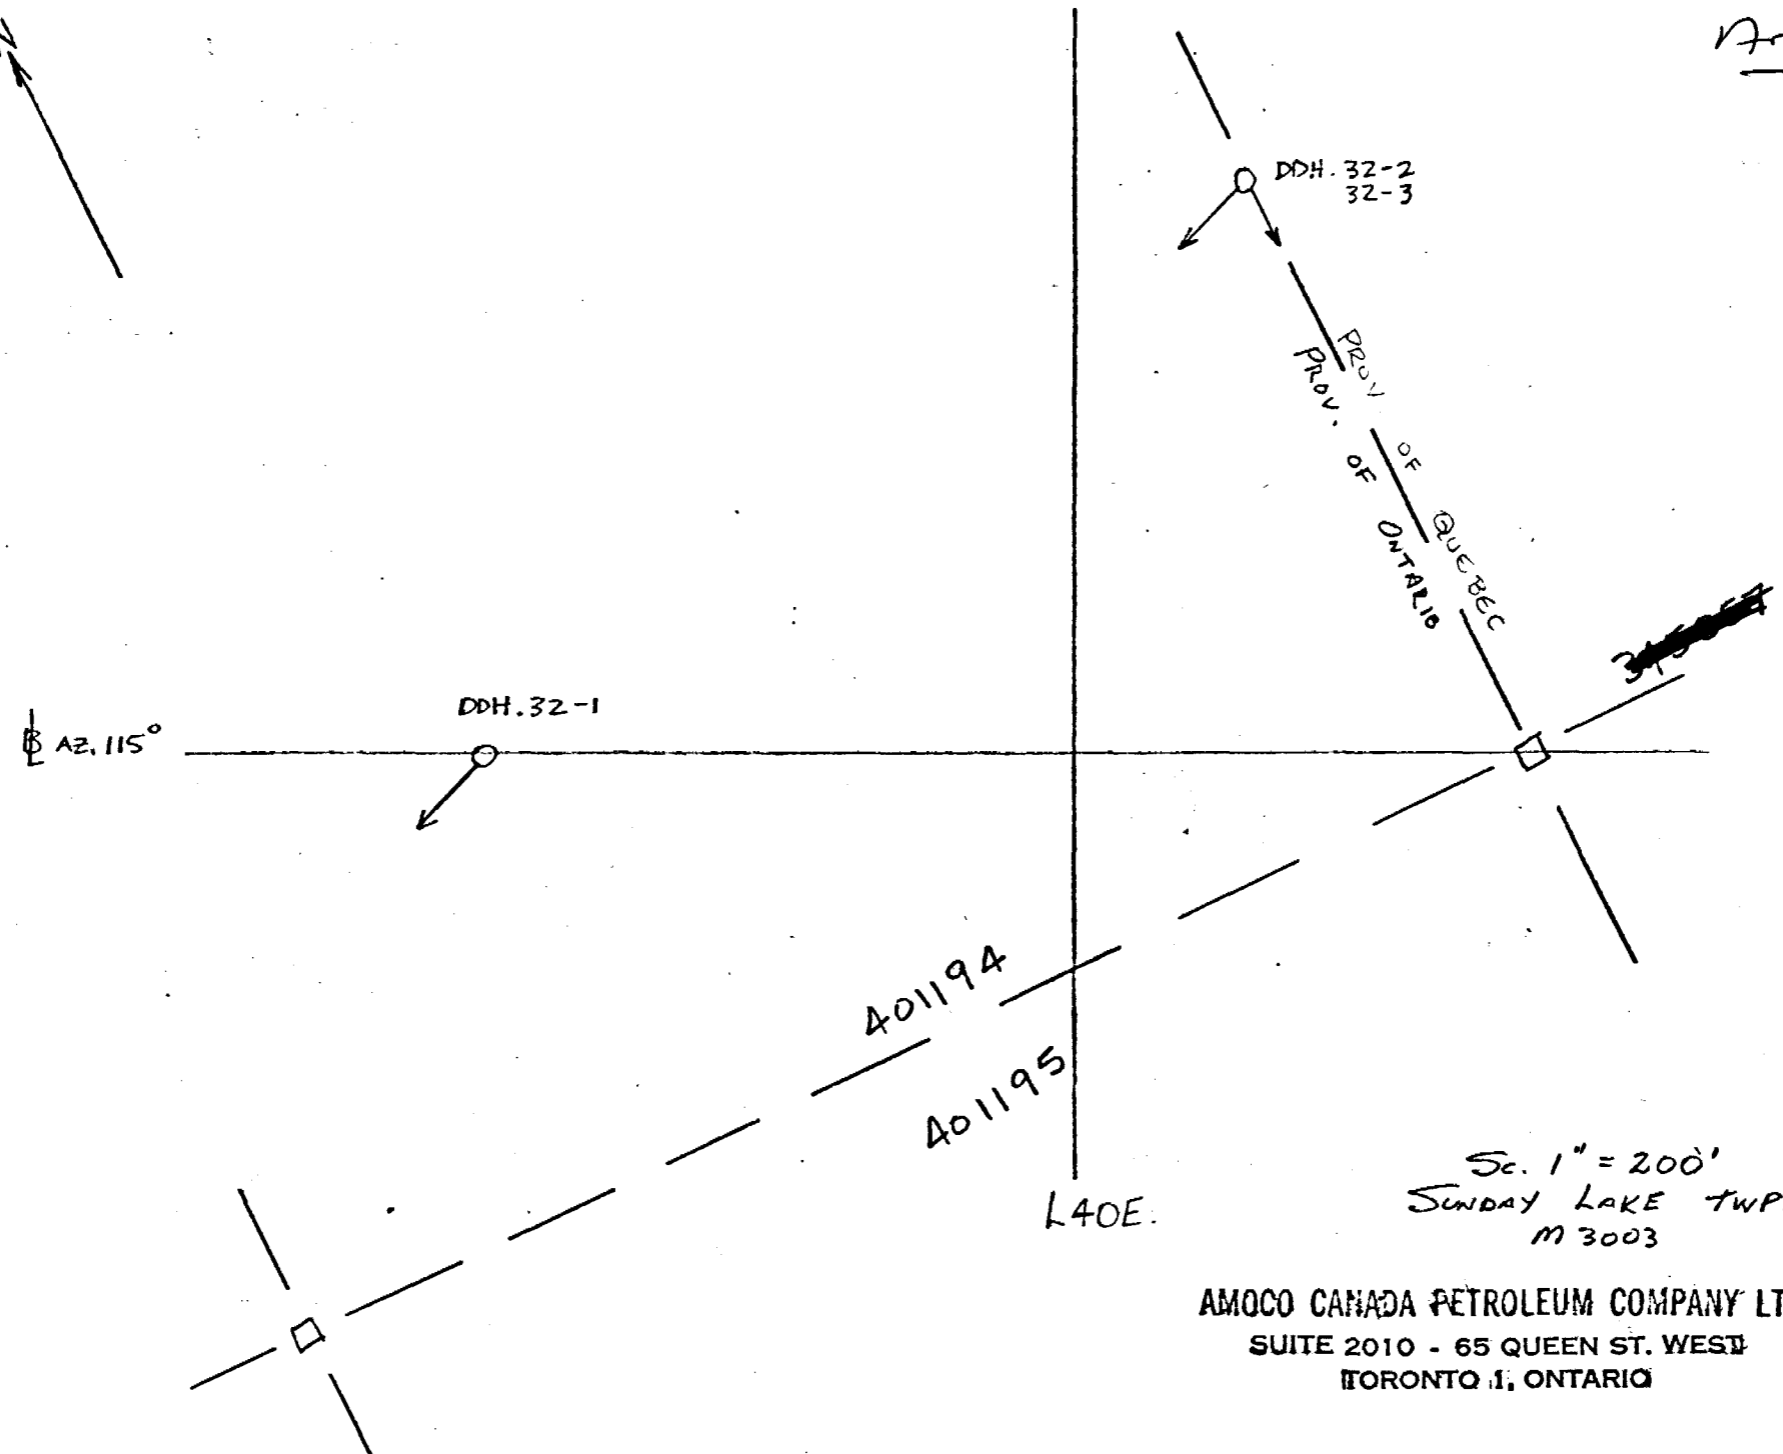 N
DDH. 32-2
32-3
PROV OF QUEBEC
PROV. OF ONTARIO
DDH. 32-1
BL AZ. 115°
401194
401195
L40E.
Sc. 1" = 200'
SUNDAY LAKE TWP
M 3003
AMOCO CANADA PETROLEUM COMPANY LT
SUITE 2010 - 65 QUEEN ST. WEST
TORONTO 1, ONTARIO